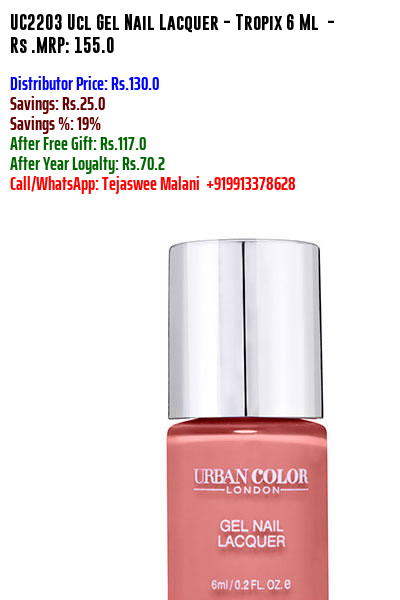 UC2203 Ucl Gel Nail Lacquer - Tropix 6 Ml -
Rs .MRP: 155.0
Distributor Price: Rs.130.0
Savings: Rs.25.0
Savings %: 19%
After Free Gift: Rs.117.0
After Year Loyalty: Rs.70.2
Call/WhatsApp: Tejaswee Malani +919913378628
URBAN COLOR
LONDON
GEL NAIL
LACQUER
6ml / 0.2 FL. OZ. e